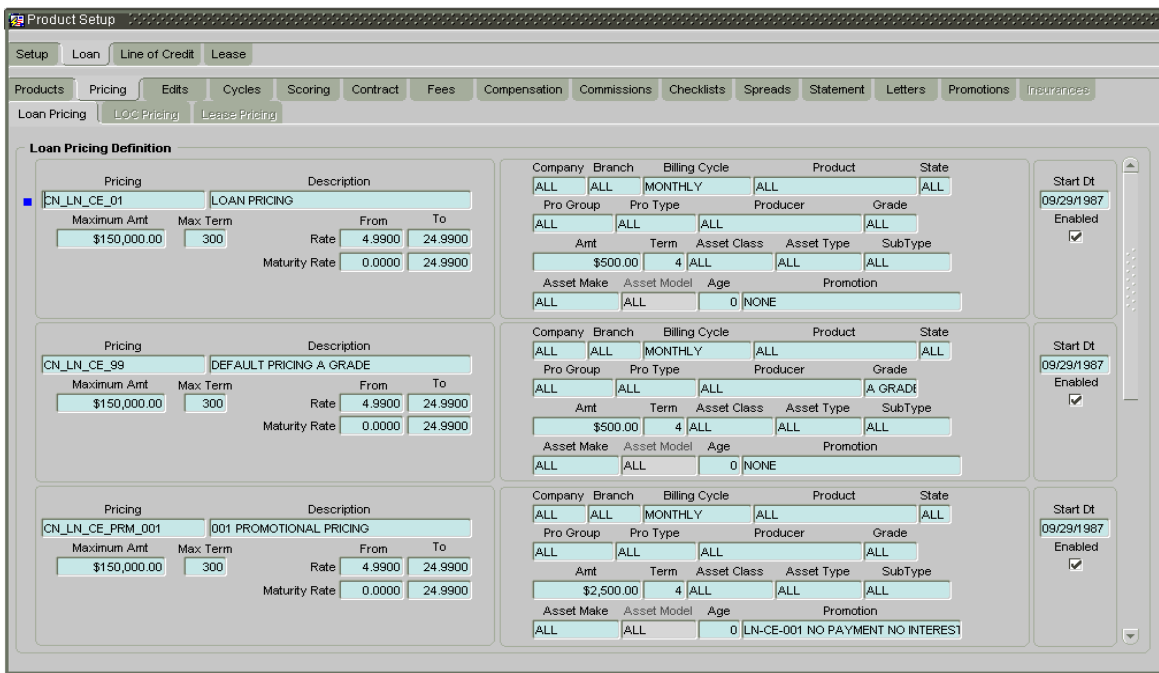 Product Setup
Setup Loan Line of Credit Lease
Products Pricing Edits Cycles Scoring Contract Fees Compensation Commissions Checklists Spreads Statement Letters Promotions Insurances
Loan Pricing LOC Pricing Lease Pricing
Loan Pricing Definition
Company Branch Billing Cycle Product State
Pricing Description Start Dt
ALL ALL MONTHLY ALL ALL
CN_LN_CE_01 LOAN PRICING 09/29/1987
Pro Group Pro Type Producer Grade
Maximum Amt Max Term From To Enabled
ALL ALL ALL ALL
$150,000.00 300 Rate 4.9900 24.9900
Amt Term Asset Class Asset Type SubType
Maturity Rate 0.0000 24.9900 $500.00 4 ALL ALL ALL
Asset Make Asset Model Age Promotion
ALL ALL 0 NONE
Company Branch Billing Cycle Product State
Pricing Description Start Dt
ALL ALL MONTHLY ALL ALL
CN_LN_CE_99 DEFAULT PRICING A GRADE 09/29/1987
Pro Group Pro Type Producer Grade
Maximum Amt Max Term From To Enabled
ALL ALL ALL A GRADE
$150,000.00 300 Rate 4.9900 24.9900
Amt Term Asset Class Asset Type SubType
Maturity Rate 0.0000 24.9900 $500.00 4 ALL ALL ALL
Asset Make Asset Model Age Promotion
ALL ALL 0 NONE
Company Branch Billing Cycle Product State
Pricing Description Start Dt
ALL ALL MONTHLY ALL ALL
CN_LN_CE_PRM_001 001 PROMOTIONAL PRICING 09/29/1987
Pro Group Pro Type Producer Grade
Maximum Amt Max Term From To Enabled
ALL ALL ALL ALL
$150,000.00 300 Rate 4.9900 24.9900
Amt Term Asset Class Asset Type SubType
Maturity Rate 0.0000 24.9900 $2,500.00 4 ALL ALL ALL
Asset Make Asset Model Age Promotion
ALL ALL 0 LN-CE-001 NO PAYMENT NO INTEREST